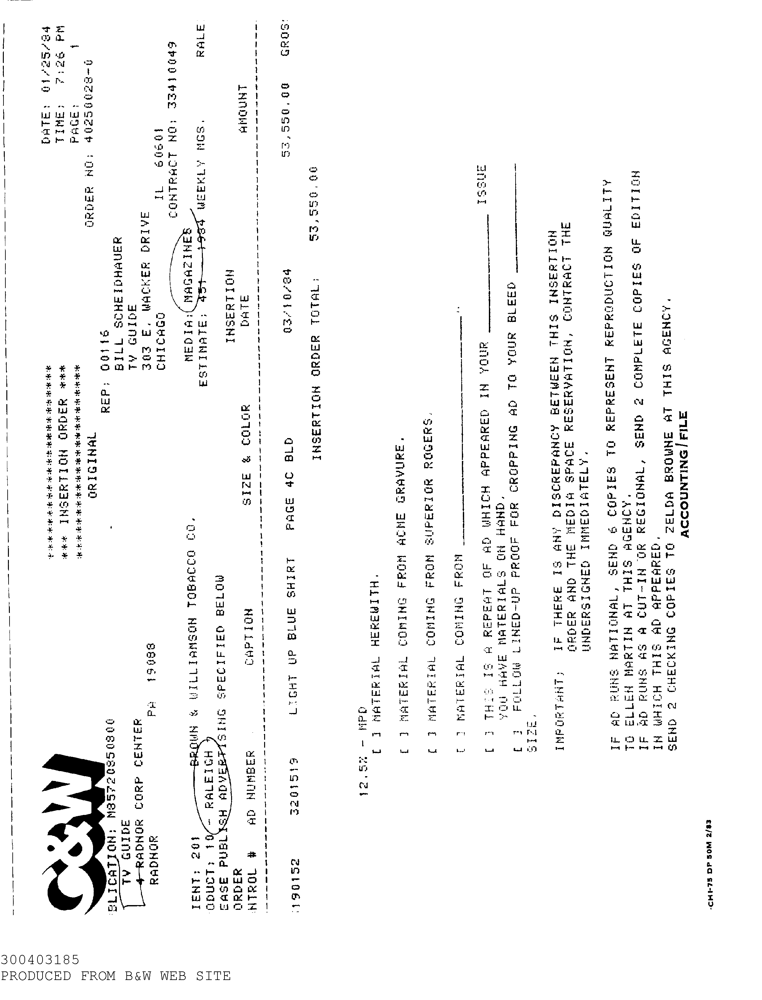 DATE: 01/25/84
TIME: 7:26 PM
PAGE: 1
ORDER NO: 40250028-0
*** INSERTION ORDER ***
ORIGINAL
C&W
BLICATION: M85720850800
TV GUIDE
4 RADNOR CORP CENTER
RADNOR PA 19088
REP: 00116
BILL SCHEIDHAUER
TV GUIDE
303 E. WACKER DRIVE
CHICAGO IL 60601
CONTRACT NO: 33410049
IENT: 201 BROWN & WILLIAMSON TOBACCO CO. MEDIA: MAGAZINES
ODUCT: 10 - RALEIGH ESTIMATE: 451 1984 WEEKLY MGS. RALE
EASE PUBLISH ADVERTISING SPECIFIED BELOW
ORDER INSERTION
NTROL # AD NUMBER CAPTION SIZE & COLOR DATE AMOUNT
190152 3201519 LIGHT UP BLUE SHIRT PAGE 4C BLD 03/10/84 53,550.00 GROS
INSERTION ORDER TOTAL: 53,550.00
12.5% - MPD
[ ] MATERIAL HEREWITH.
[ ] MATERIAL COMING FROM ACME GRAVURE.
[ ] MATERIAL COMING FROM SUPERIOR ROGERS.
[ ] MATERIAL COMING FROM
[ ] THIS IS A REPEAT OF AD WHICH APPEARED IN YOUR ISSUE
YOU HAVE MATERIALS ON HAND.
[ ] FOLLOW LINED-UP PROOF FOR CROPPING AD TO YOUR BLEED
SIZE.
IMPORTANT: IF THERE IS ANY DISCREPANCY BETWEEN THIS INSERTION
ORDER AND THE MEDIA SPACE RESERVATION, CONTRACT THE
UNDERSIGNED IMMEDIATELY.
IF AD RUNS NATIONAL, SEND 6 COPIES TO REPRESENT REPRODUCTION QUALITY
TO ELLEN MARTIN AT THIS AGENCY.
IF AD RUNS AS A CUT-IN OR REGIONAL, SEND 2 COMPLETE COPIES OF EDITION
IN WHICH THIS AD APPEARED.
SEND 2 CHECKING COPIES TO ZELDA BROWNE AT THIS AGENCY.
ACCOUNTING/FILE
CHI-75 DP 50M 2/83
300403185
PRODUCED FROM B&W WEB SITE